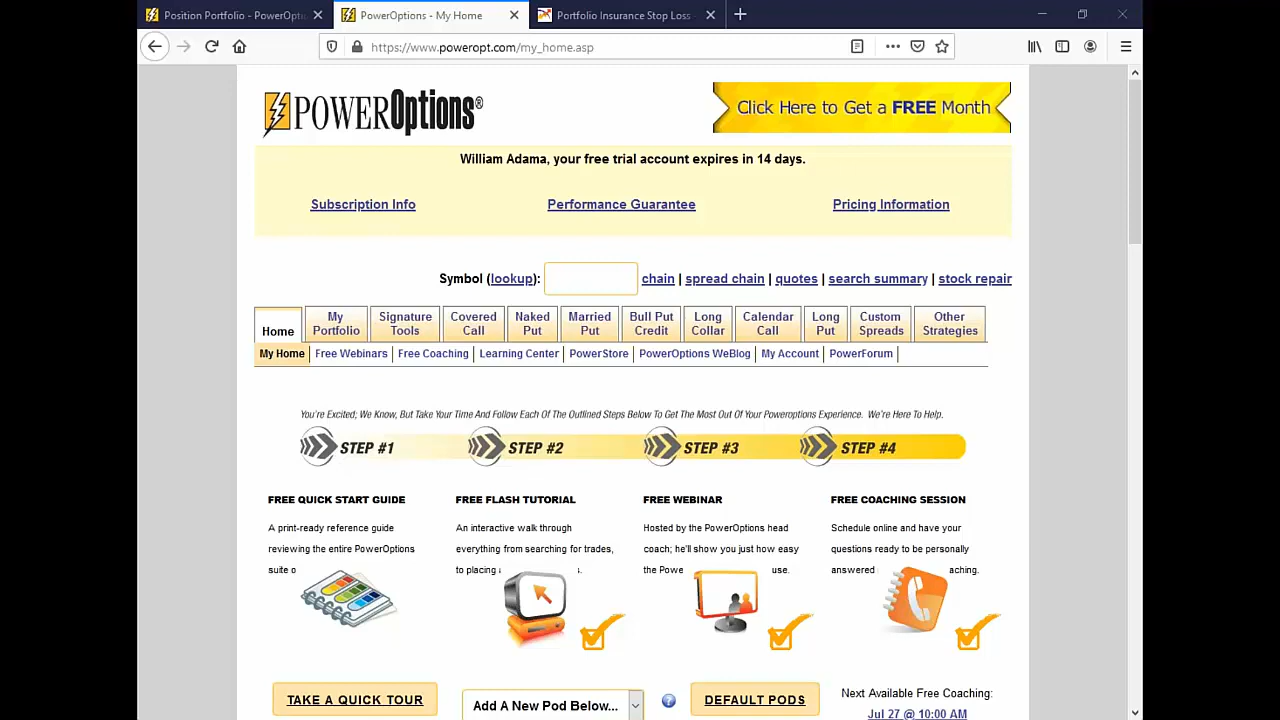 Position Portfolio - PowerOptio
PowerOptions - My Home
Portfolio Insurance Stop Loss
https://www.poweropt.com/my_home.asp
POWEROptions®
Click Here to Get a FREE Month
William Adama, your free trial account expires in 14 days.
Subscription Info Performance Guarantee Pricing Information
Symbol (lookup): chain | spread chain | quotes | search summary | stock repair
Home
My Portfolio
Signature Tools
Covered Call
Naked Put
Married Put
Bull Put Credit
Long Collar
Calendar Call
Long Put
Custom Spreads
Other Strategies
My Home | Free Webinars | Free Coaching | Learning Center | PowerStore | PowerOptions WeBlog | My Account | PowerForum |
You're Excited; We Know, But Take Your Time And Follow Each Of The Outlined Steps Below To Get The Most Out Of Your Poweroptions Experience. We're Here To Help.
STEP #1 STEP #2 STEP #3 STEP #4
FREE QUICK START GUIDE
A print-ready reference guide
reviewing the entire PowerOptions
suite o
FREE FLASH TUTORIAL
An interactive walk through
everything from searching for trades,
to placing
FREE WEBINAR
Hosted by the PowerOptions head
coach; he'll show you just how easy
the Powe use.
FREE COACHING SESSION
Schedule online and have your
questions ready to be personally
answered aching.
TAKE A QUICK TOUR
Add A New Pod Below...
?
DEFAULT PODS
Next Available Free Coaching:
Jul 27 @ 10:00 AM